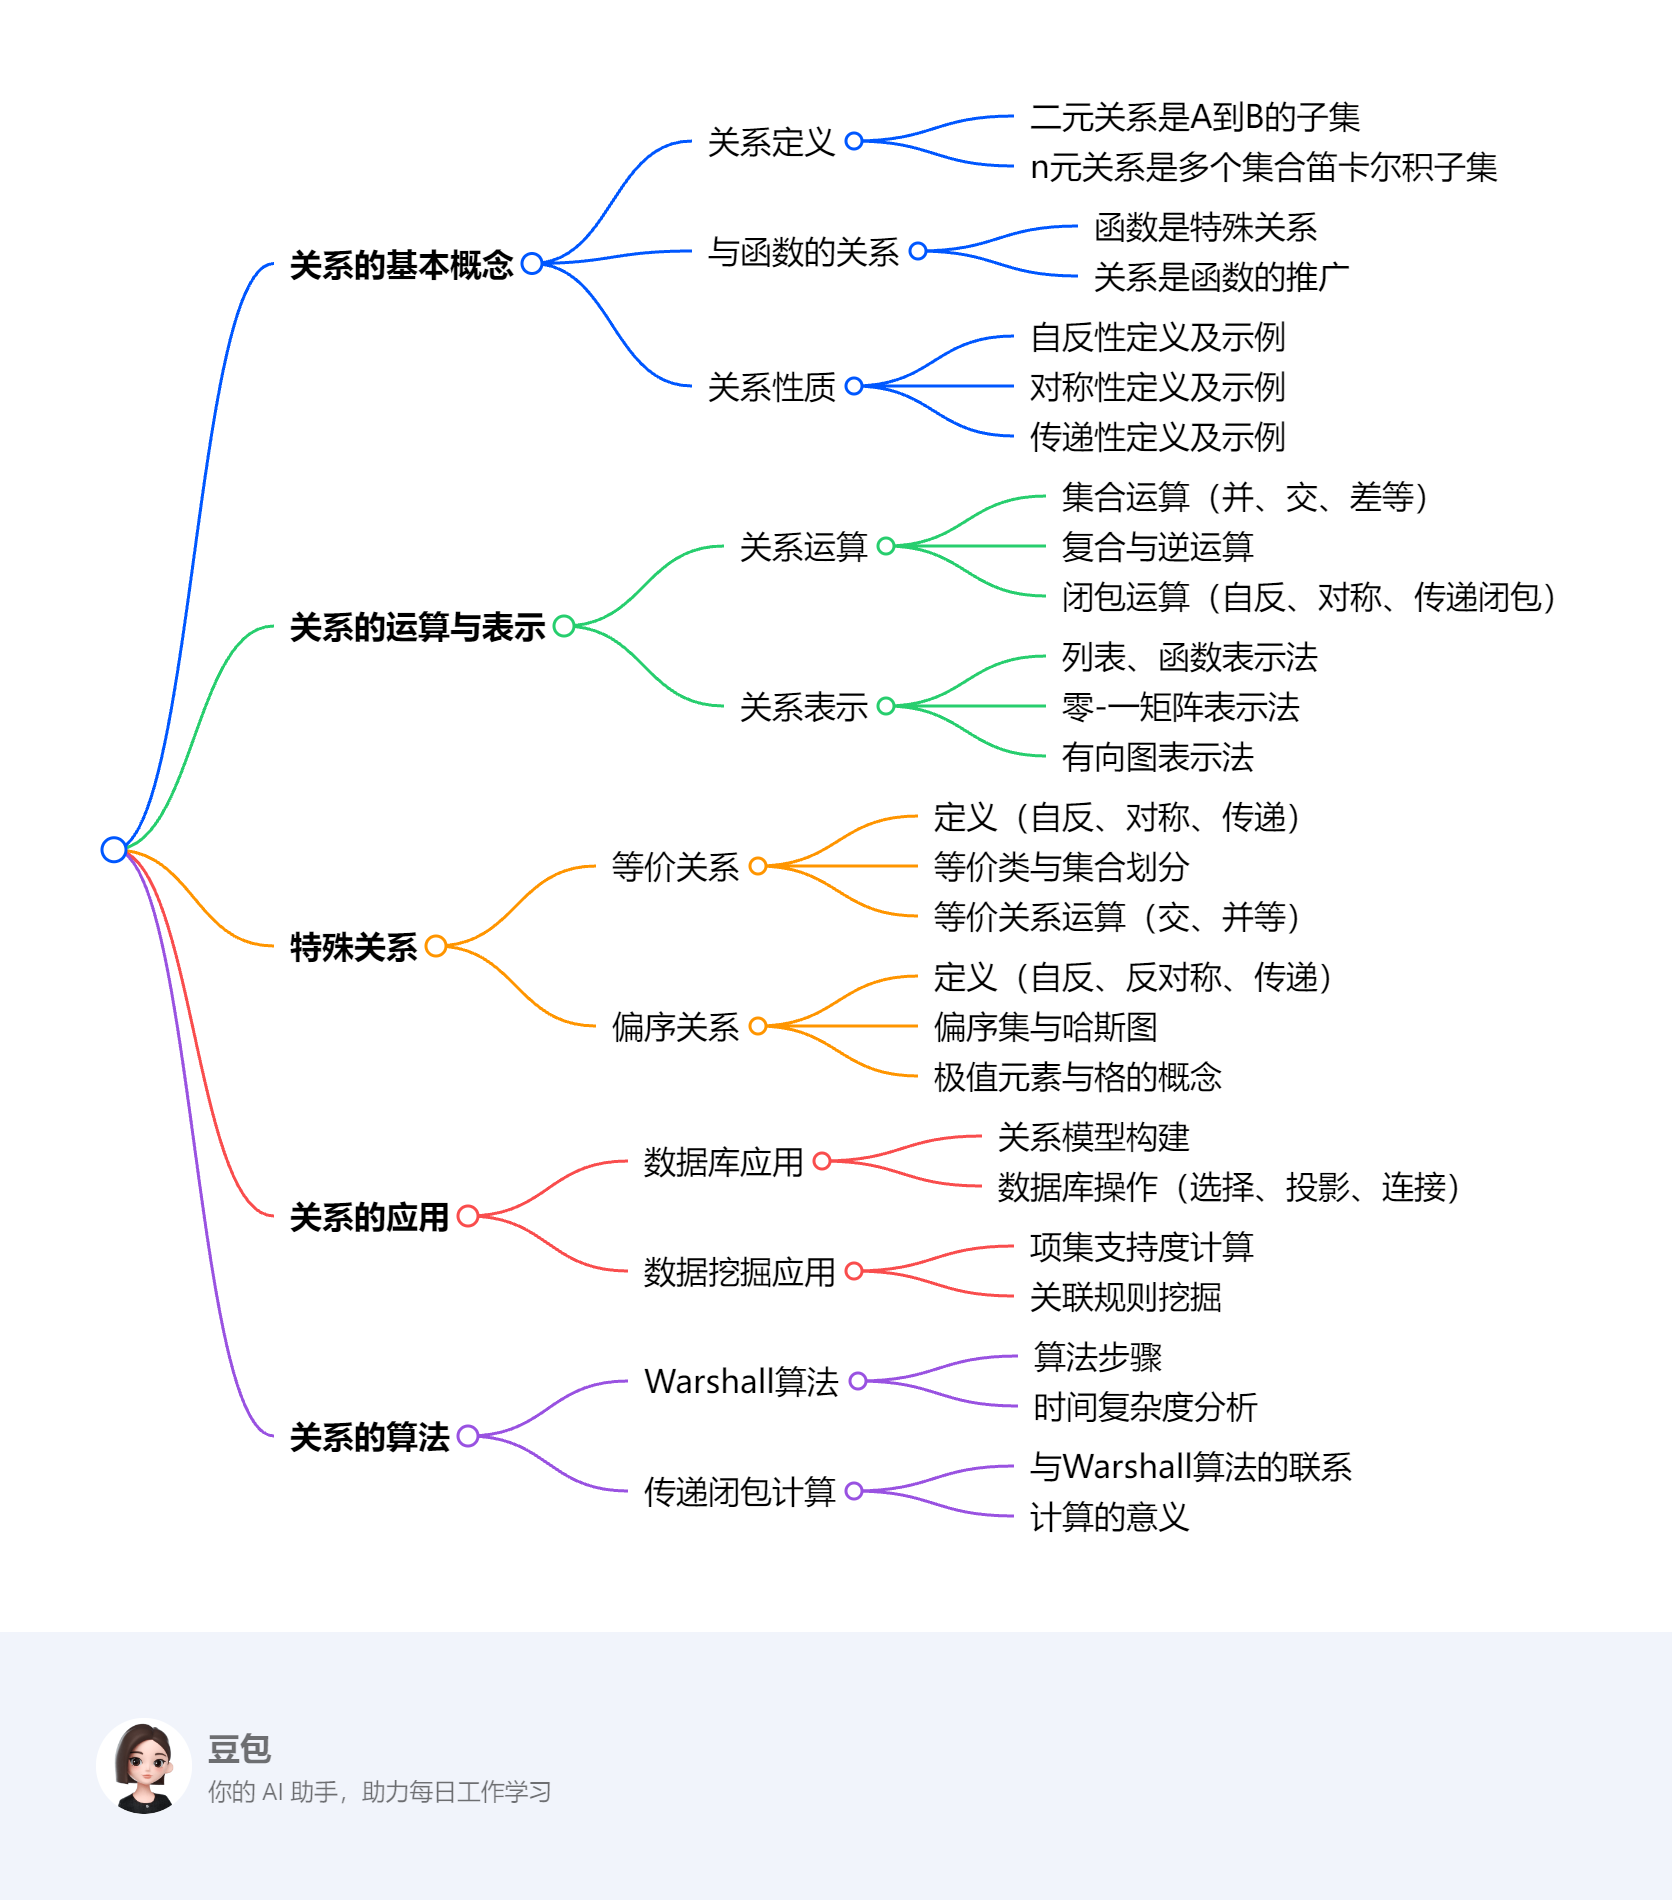 关系的基本概念
关系定义
二元关系是A到B的子集
n元关系是多个集合笛卡尔积子集
与函数的关系
函数是特殊关系
关系是函数的推广
关系性质
自反性定义及示例
对称性定义及示例
传递性定义及示例
关系的运算与表示
关系运算
集合运算（并、交、差等）
复合与逆运算
闭包运算（自反、对称、传递闭包）
关系表示
列表、函数表示法
零-一矩阵表示法
有向图表示法
特殊关系
等价关系
定义（自反、对称、传递）
等价类与集合划分
等价关系运算（交、并等）
偏序关系
定义（自反、反对称、传递）
偏序集与哈斯图
极值元素与格的概念
关系的应用
数据库应用
关系模型构建
数据库操作（选择、投影、连接）
数据挖掘应用
项集支持度计算
关联规则挖掘
关系的算法
Warshall算法
算法步骤
时间复杂度分析
传递闭包计算
与Warshall算法的联系
计算的意义
豆包
你的 AI 助手，助力每日工作学习